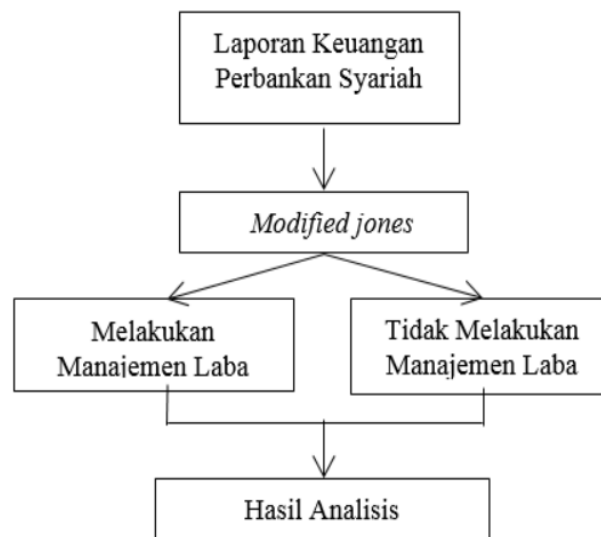 Laporan Keuangan
Perbankan Syariah
Modified jones
Melakukan
Manajemen Laba
Tidak Melakukan
Manajemen Laba
Hasil Analisis